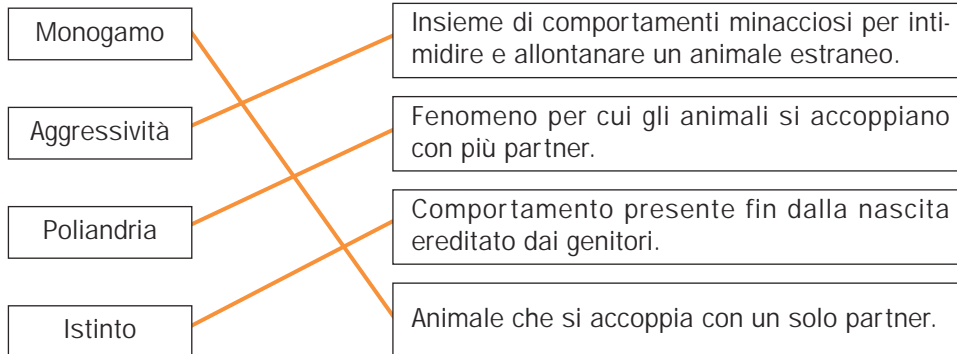 Monogamo
Insieme di comportamenti minacciosi per inti-
midire e allontanare un animale estraneo.
Aggressività
Fenomeno per cui gli animali si accoppiano
con più partner.
Poliandria
Comportamento presente fin dalla nascita
ereditato dai genitori.
Istinto
Animale che si accoppia con un solo partner.